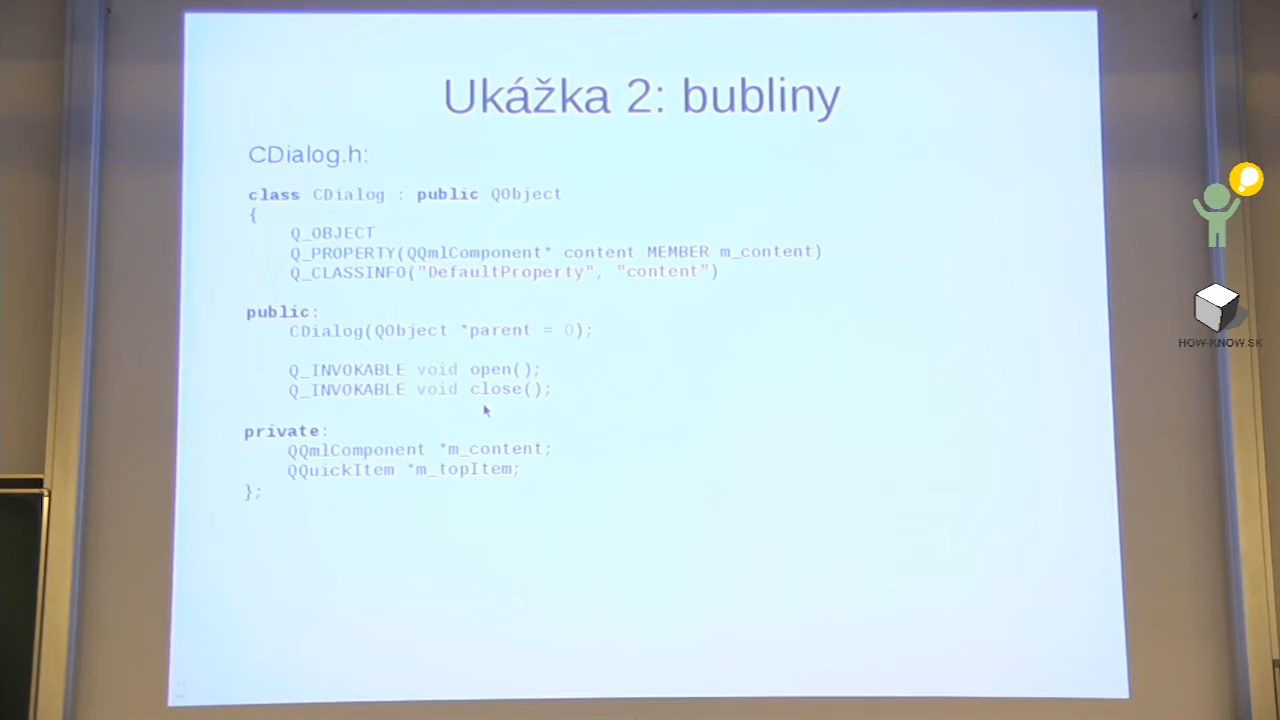 Ukážka 2: bubliny
CDialog.h:
class CDialog : public QObject
{
Q_OBJECT
Q_PROPERTY(QQmlComponent* content MEMBER m_content)
Q_CLASSINFO("DefaultProperty", "content")
public:
CDialog(QObject *parent = 0);
Q_INVOKABLE void open();
Q_INVOKABLE void close();
private:
QQmlComponent *m_content;
QQuickItem *m_topItem;
};
HOW-KNOW.SK